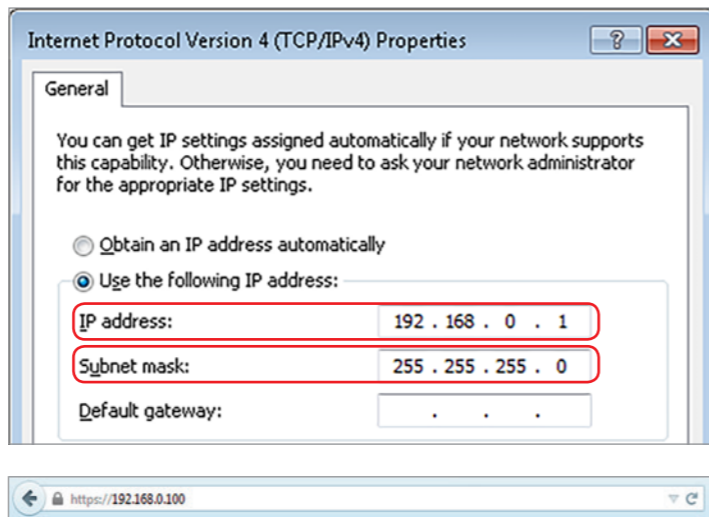 Internet Protocol Version 4 (TCP/IPv4) Properties
?
General
You can get IP settings assigned automatically if your network supports
this capability. Otherwise, you need to ask your network administrator
for the appropriate IP settings.
Obtain an IP address automatically
Use the following IP address:
IP address: 192 . 168 . 0 . 1
Subnet mask: 255 . 255 . 255 . 0
Default gateway: . . .
https://192.168.0.100